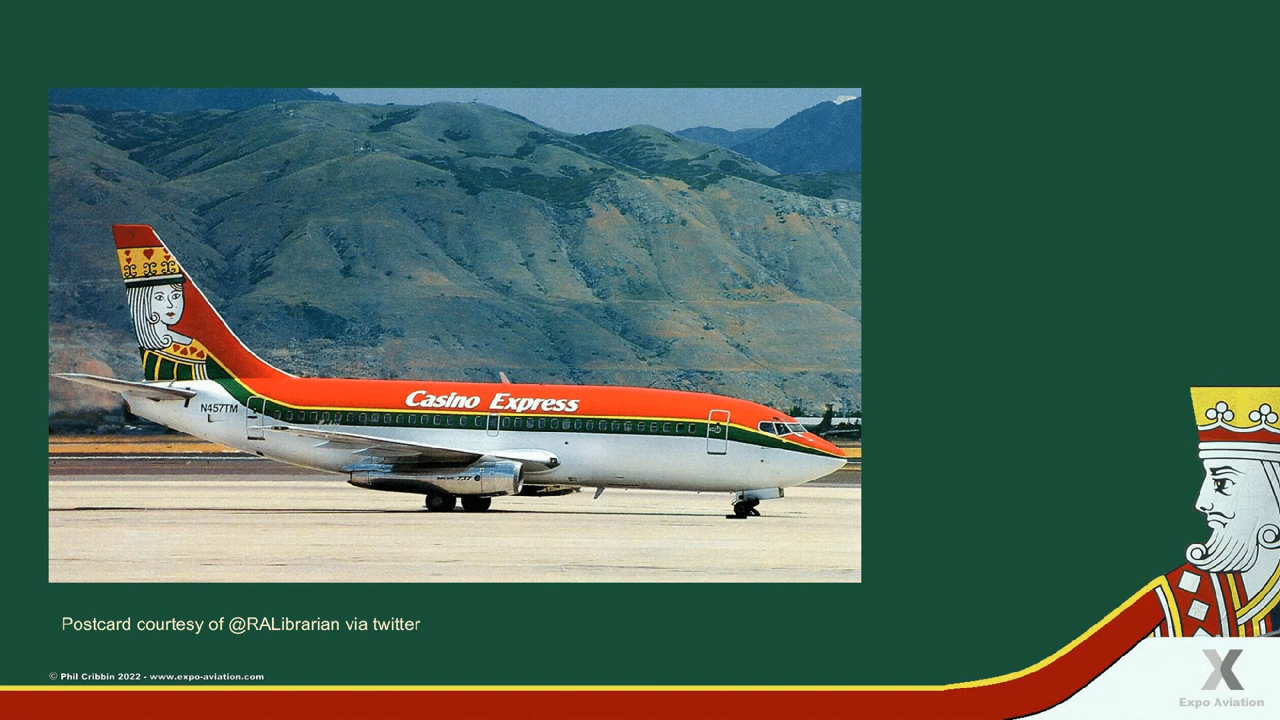 Casino Express
N457TM
737
Postcard courtesy of @RALibrarian via twitter
© Phil Cribbin 2022 - www.expo-aviation.com
X
Expo Aviation